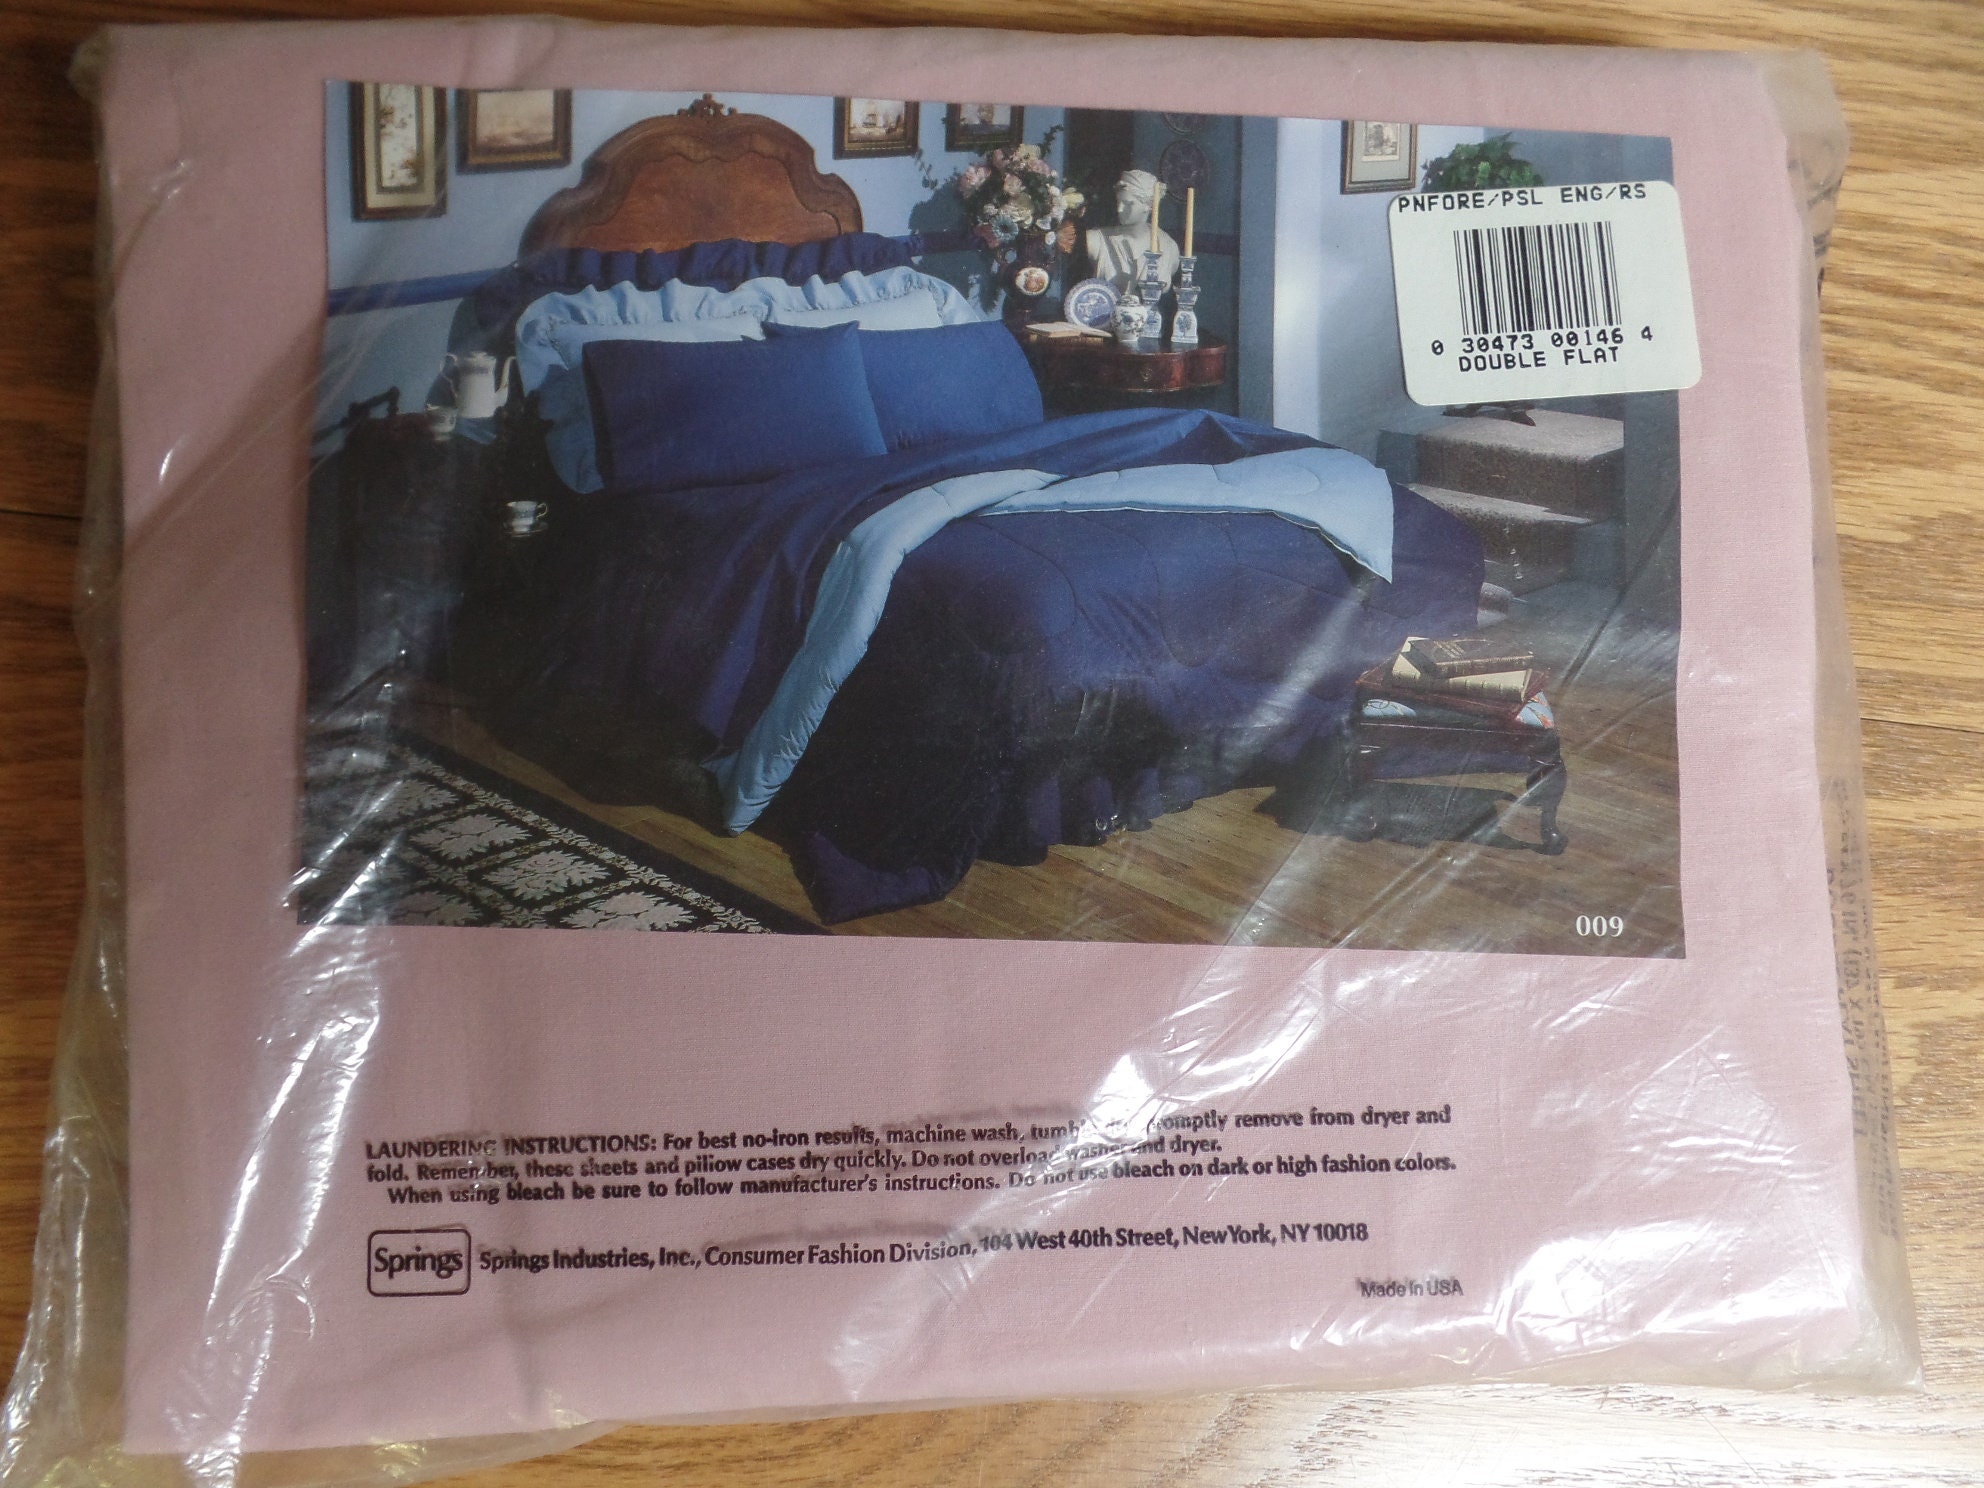 PNFORE/PSL ENG/RS
0 30473 00146 4
DOUBLE FLAT
009
LAUNDERING INSTRUCTIONS: For best no-iron results, machine wash, tumble dry, promptly remove from dryer and
fold. Remember, these sheets and pillow cases dry quickly. Do not overload washer and dryer.
When using bleach be sure to follow manufacturer's instructions. Do not use bleach on dark or high fashion colors.
Springs
Springs Industries, Inc., Consumer Fashion Division, 104 West 40th Street, New York, NY 10018
Made in USA